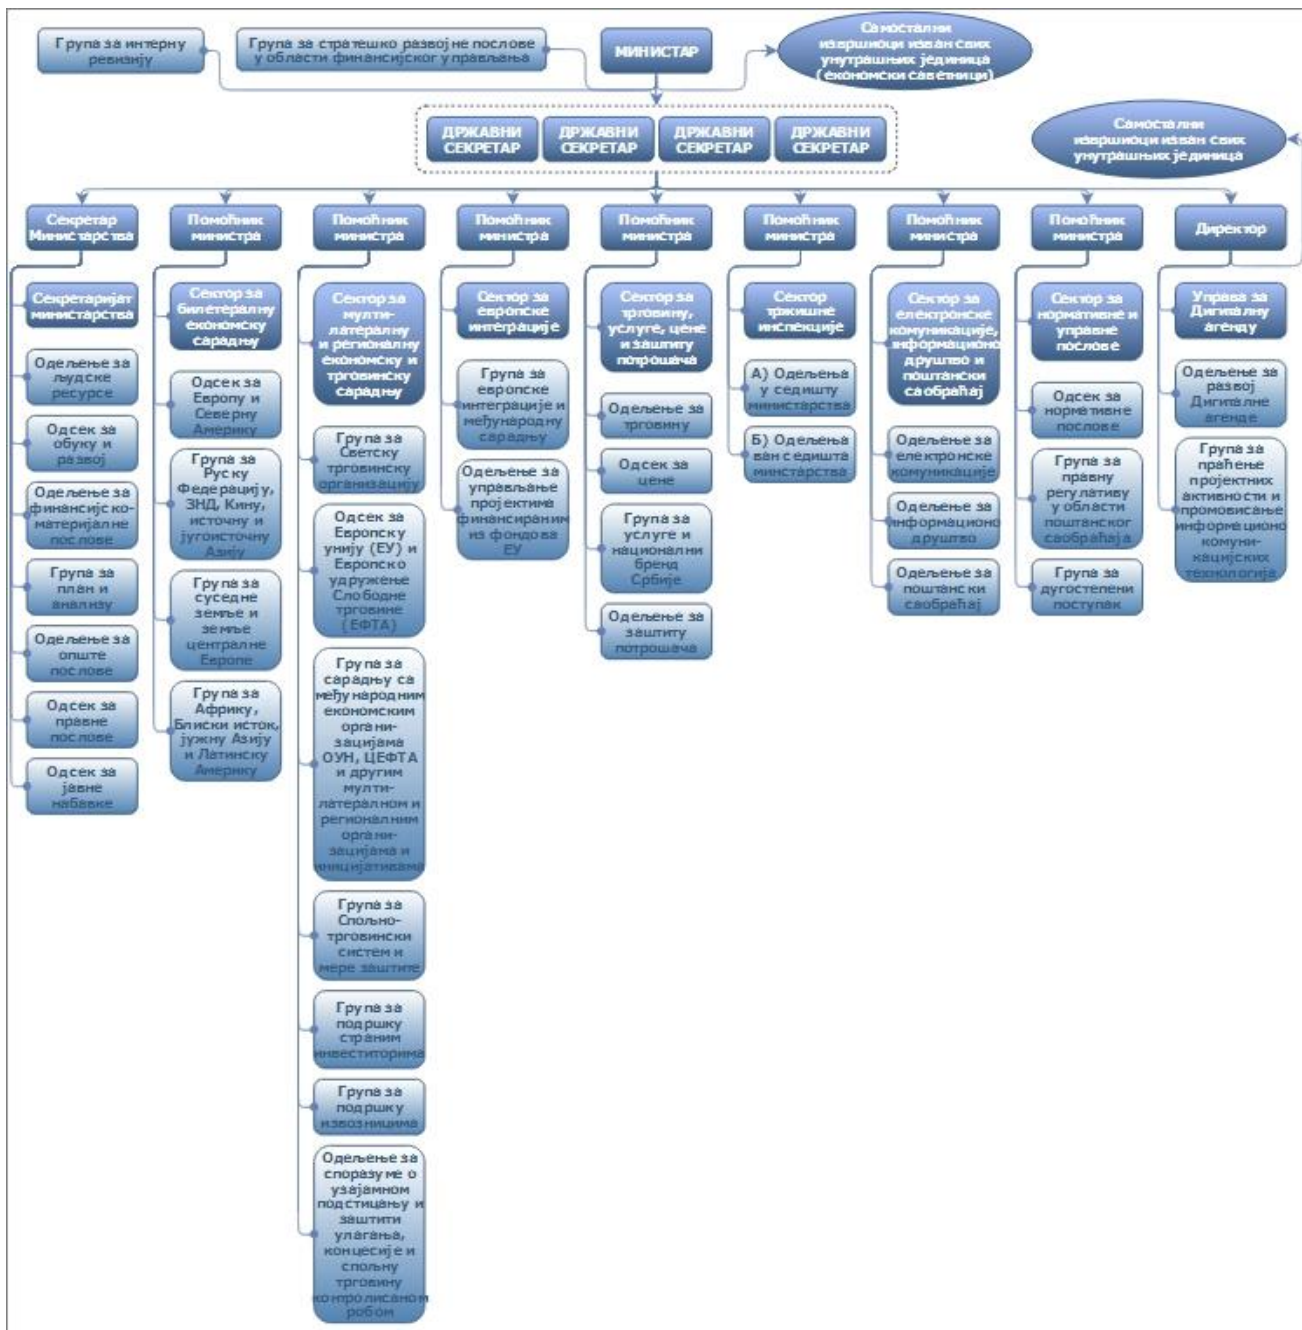 Група за интерну
ревизију
Група за стратешко развојне послове
у области финансијског управљања
МИНИСТАР
Самостални
извршиоци изван свих
унутрашњих јединица
(економски саветници)
ДРЖАВНИ
СЕКРЕТАР
ДРЖАВНИ
СЕКРЕТАР
ДРЖАВНИ
СЕКРЕТАР
ДРЖАВНИ
СЕКРЕТАР
Самостални
извршиоци изван свих
унутрашњих јединица
Секретар
Министарства
Помоћник
министра
Помоћник
министра
Помоћник
министра
Помоћник
министра
Помоћник
министра
Помоћник
министра
Помоћник
министра
Директор
Секретаријат
министарства
Одељење за
људске
ресурсе
Одсек за
обуку и
развој
Одељење за
финансијско-
материјалне
послове
Група за
план и
анализу
Одељење за
опште
послове
Одсек за
правне
послове
Одсек за
јавне
набавке
Сектор за
билетералну
економску
сарадњу
Одсек за
Европу и
Северну
Америку
Група за
Руску
Федерацију,
ЗНД, Кину,
источну и
југоисточну
Азију
Група за
суседне
земље и
земље
централне
Европе
Група за
Африку,
Блиски исток,
јужну Азију
и Латинску
Америку
Сектор за
мулти-
латералну
и регионалну
економску и
трговинску
сарадњу
Група за
Светску
трговинску
организацију
Одсек за
Европску
унију (ЕУ) и
Европско
удружење
Слободне
трговине
(ЕФТА)
Група за
сарадњу са
међународним
економским
органи-
зацијама
ОУН, ЦЕФТА
и другим
мулти-
латералном и
регионалним
органи-
зацијама и
иницијативама
Група за
Спољно-
трговински
систем и
мере заштите
Група за
подршку
страним
инвеститорима
Група за
подршку
извозницима
Одељење за
споразуме о
узајамном
подстицању и
заштити
улагања,
концесије и
спољну
трговину
контролисаном
робом
Сектор за
европске
интеграције
Група за
европске
интеграције и
међународну
сарадњу
Одељење за
управљање
пројектима
финансираним
из фондова
ЕУ
Сектор за
трговину,
услуге, цене
и заштиту
потрошача
Одељење за
трговину
Одсек за
цене
Група за
услуге и
национални
бренд
Србије
Одељење за
заштиту
потрошача
Сектор
тржишне
инспекције
А) Одељења
у седишту
министарства
Б) Одељења
ван седишта
минстарства
Сектор за
електронске
комуникације,
информационо
друштво и
поштански
саобраћај
Одељење за
електронске
комуникације
Одељење за
информационо
друштво
Одељење за
поштански
саобраћај
Сектор за
нормативне и
управне
послове
Одсек за
нормативне
послове
Група за
правну
регулативу
у области
поштанског
саобраћаја
Група за
дугостепени
поступак
Управа за
Дигиталну
агенду
Одељење за
развој
Дигиталне
агенде
Група за
праћење
пројектних
активности и
промовисање
информационо
комуни-
кацијских
технологија